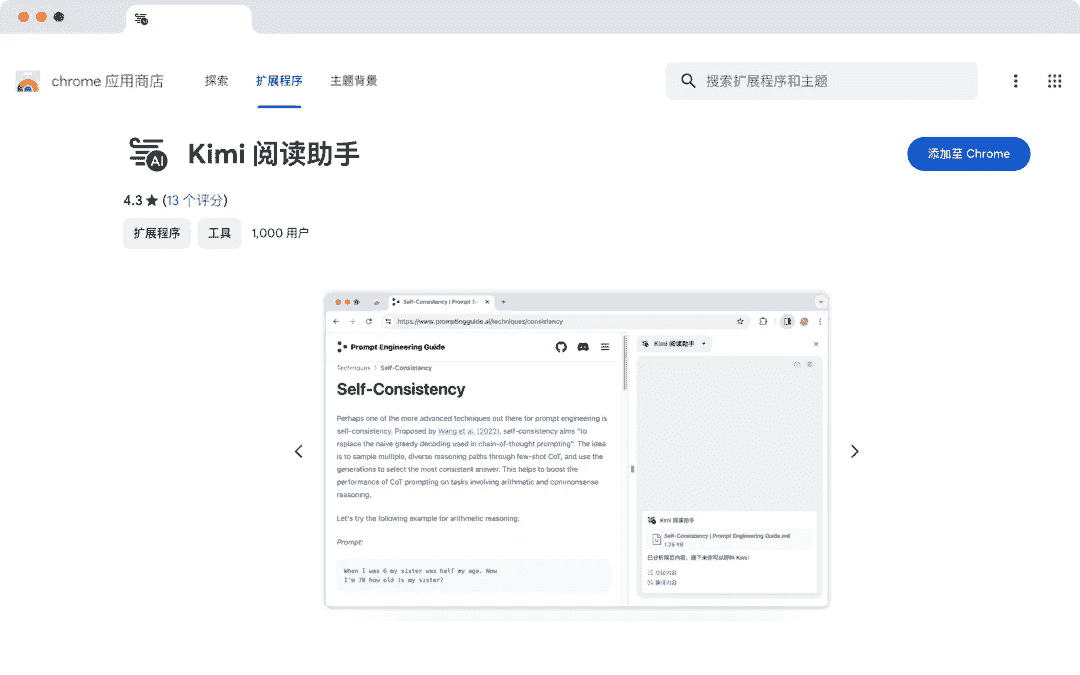 chrome 应用商店
探索
扩展程序
主题背景
搜索扩展程序和主题
AI
Kimi 阅读助手
添加至 Chrome
4.3 ★ (13 个评分)
扩展程序
工具
1,000 用户
Self-Consistency | Prompt
https://www.promptingguide.ai/techniques/consistency
Prompt Engineering Guide
Techniques > Self-Consistency
Self-Consistency
Perhaps one of the more advanced techniques out there for prompt engineering is
self-consistency. Proposed by Wang et al. (2022), self-consistency aims "to
replace the naive greedy decoding used in chain-of-thought prompting". The idea
is to sample multiple, diverse reasoning paths through few-shot CoT, and use the
generations to select the most consistent answer. This helps to boost the
performance of CoT prompting on tasks involving arithmetic and commonsense
reasoning.
Let's try the following example for arithmetic reasoning:
Prompt:
When I was 6 my sister was half my age. Now
I'm 70 how old is my sister?
Kimi 阅读助手
Kimi 阅读助手
Self-Consistency | Prompt Engineering Guide.md
总结内容